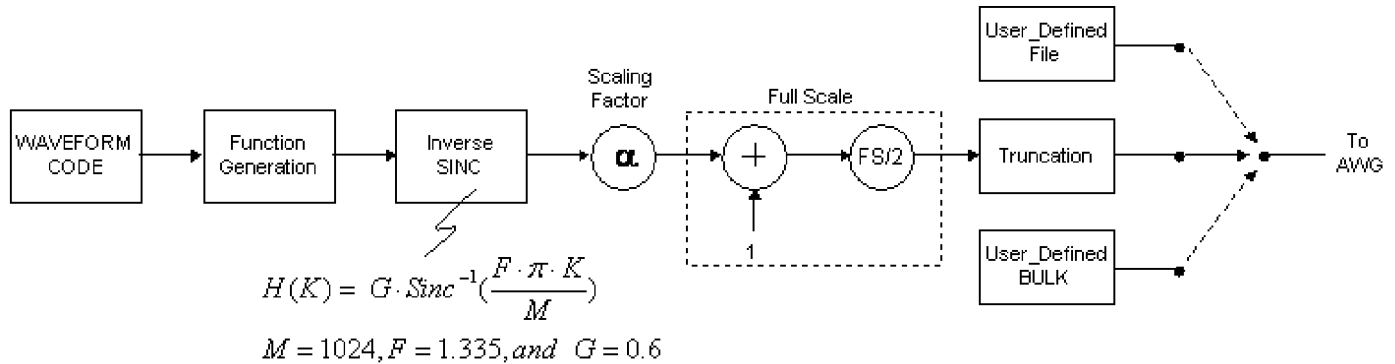 WAVEFORM
CODE
Function
Generation
Inverse
SINC
Scaling
Factor
α
Full Scale
+
1
FS/2
User_Defined
File
Truncation
User_Defined
BULK
To
AWG
H(K) = G·Sinc⁻¹(F·π·K/M)
M = 1024, F = 1.335, and G = 0.6